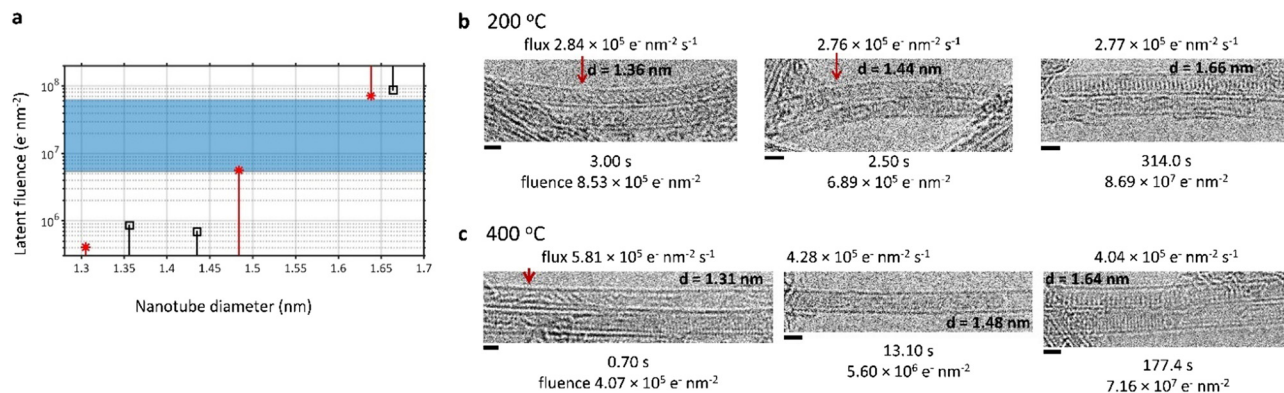 a
Latent fluence (e⁻ nm⁻²)
10⁸
10⁷
10⁶
1.3 1.35 1.4 1.45 1.5 1.55 1.6 1.65 1.7
Nanotube diameter (nm)
b 200 °C
flux 2.84 × 10⁵ e⁻ nm⁻² s⁻¹
d = 1.36 nm
3.00 s
fluence 8.53 × 10⁵ e⁻ nm⁻²
2.76 × 10⁵ e⁻ nm⁻² s⁻¹
d = 1.44 nm
2.50 s
6.89 × 10⁵ e⁻ nm⁻²
2.77 × 10⁵ e⁻ nm⁻² s⁻¹
d = 1.66 nm
314.0 s
8.69 × 10⁷ e⁻ nm⁻²
c 400 °C
flux 5.81 × 10⁵ e⁻ nm⁻² s⁻¹
d = 1.31 nm
0.70 s
fluence 4.07 × 10⁵ e⁻ nm⁻²
4.28 × 10⁵ e⁻ nm⁻² s⁻¹
d = 1.48 nm
13.10 s
5.60 × 10⁶ e⁻ nm⁻²
4.04 × 10⁵ e⁻ nm⁻² s⁻¹
d = 1.64 nm
177.4 s
7.16 × 10⁷ e⁻ nm⁻²